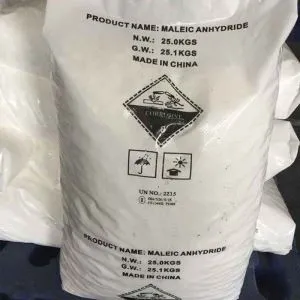 PRODUCT NAME: MALEIC ANHYDRIDE
N.W.: 25.0KGS
G.W.: 25.1KGS
MADE IN CHINA
CORROSIVE
8
UN NO.: 2215
PRODUCT NAME: MALEIC ANHYDRIDE
N.W.: 25.0KGS
G.W.: 25.1KGS
MADE IN CHINA